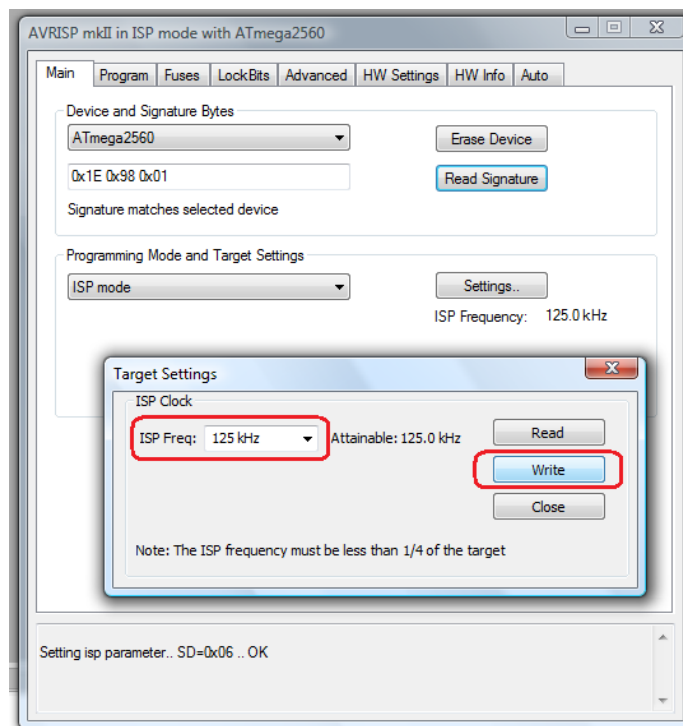 AVRISP mkII in ISP mode with ATmega2560
Main Program Fuses LockBits Advanced HW Settings HW Info Auto
Device and Signature Bytes
ATmega2560 Erase Device
0x1E 0x98 0x01 Read Signature
Signature matches selected device
Programming Mode and Target Settings
ISP mode Settings..
ISP Frequency: 125.0 kHz
Target Settings
ISP Clock
ISP Freq: 125 kHz Attainable: 125.0 kHz Read
Write
Close
Note: The ISP frequency must be less than 1/4 of the target
Setting isp parameter.. SD=0x06 .. OK